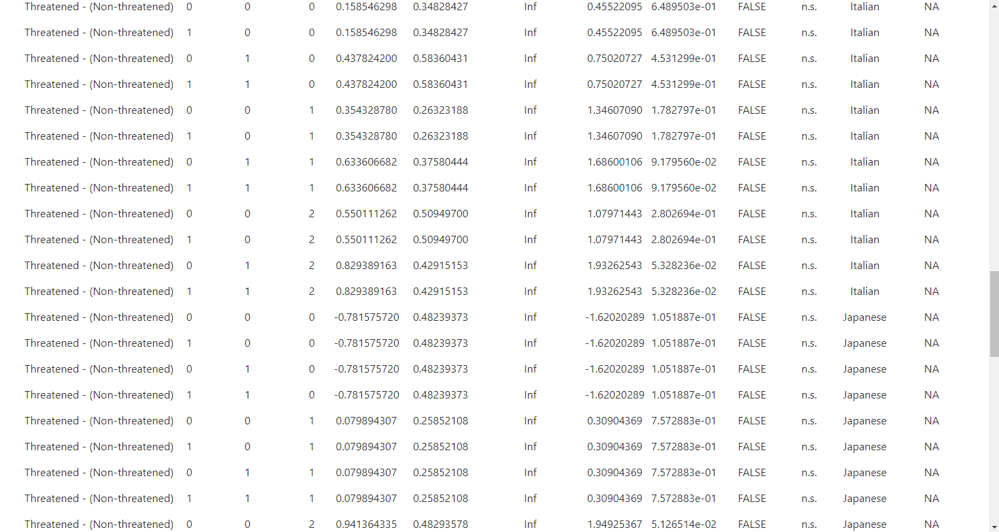 Threatened - (Non-threatened) 0 0 0 0.158546298 0.34828427 Inf 0.45522095 6.489503e-01 FALSE n.s. Italian NA
Threatened - (Non-threatened) 1 0 0 0.158546298 0.34828427 Inf 0.45522095 6.489503e-01 FALSE n.s. Italian NA
Threatened - (Non-threatened) 0 1 0 0.437824200 0.58360431 Inf 0.75020727 4.531299e-01 FALSE n.s. Italian NA
Threatened - (Non-threatened) 1 1 0 0.437824200 0.58360431 Inf 0.75020727 4.531299e-01 FALSE n.s. Italian NA
Threatened - (Non-threatened) 0 0 1 0.354328780 0.26323188 Inf 1.34607090 1.782797e-01 FALSE n.s. Italian NA
Threatened - (Non-threatened) 1 0 1 0.354328780 0.26323188 Inf 1.34607090 1.782797e-01 FALSE n.s. Italian NA
Threatened - (Non-threatened) 0 1 1 0.633606682 0.37580444 Inf 1.68600106 9.179560e-02 FALSE n.s. Italian NA
Threatened - (Non-threatened) 1 1 1 0.633606682 0.37580444 Inf 1.68600106 9.179560e-02 FALSE n.s. Italian NA
Threatened - (Non-threatened) 0 0 2 0.550111262 0.50949700 Inf 1.07971443 2.802694e-01 FALSE n.s. Italian NA
Threatened - (Non-threatened) 1 0 2 0.550111262 0.50949700 Inf 1.07971443 2.802694e-01 FALSE n.s. Italian NA
Threatened - (Non-threatened) 0 1 2 0.829389163 0.42915153 Inf 1.93262543 5.328236e-02 FALSE n.s. Italian NA
Threatened - (Non-threatened) 1 1 2 0.829389163 0.42915153 Inf 1.93262543 5.328236e-02 FALSE n.s. Italian NA
Threatened - (Non-threatened) 0 0 0 -0.781575720 0.48239373 Inf -1.62020289 1.051887e-01 FALSE n.s. Japanese NA
Threatened - (Non-threatened) 1 0 0 -0.781575720 0.48239373 Inf -1.62020289 1.051887e-01 FALSE n.s. Japanese NA
Threatened - (Non-threatened) 0 1 0 -0.781575720 0.48239373 Inf -1.62020289 1.051887e-01 FALSE n.s. Japanese NA
Threatened - (Non-threatened) 1 1 0 -0.781575720 0.48239373 Inf -1.62020289 1.051887e-01 FALSE n.s. Japanese NA
Threatened - (Non-threatened) 0 0 1 0.079894307 0.25852108 Inf 0.30904369 7.572883e-01 FALSE n.s. Japanese NA
Threatened - (Non-threatened) 1 0 1 0.079894307 0.25852108 Inf 0.30904369 7.572883e-01 FALSE n.s. Japanese NA
Threatened - (Non-threatened) 0 1 1 0.079894307 0.25852108 Inf 0.30904369 7.572883e-01 FALSE n.s. Japanese NA
Threatened - (Non-threatened) 1 1 1 0.079894307 0.25852108 Inf 0.30904369 7.572883e-01 FALSE n.s. Japanese NA
Threatened - (Non-threatened) 0 0 2 0.941364335 0.48293578 Inf 1.94925367 5.126514e-02 FALSE n.s. Japanese NA